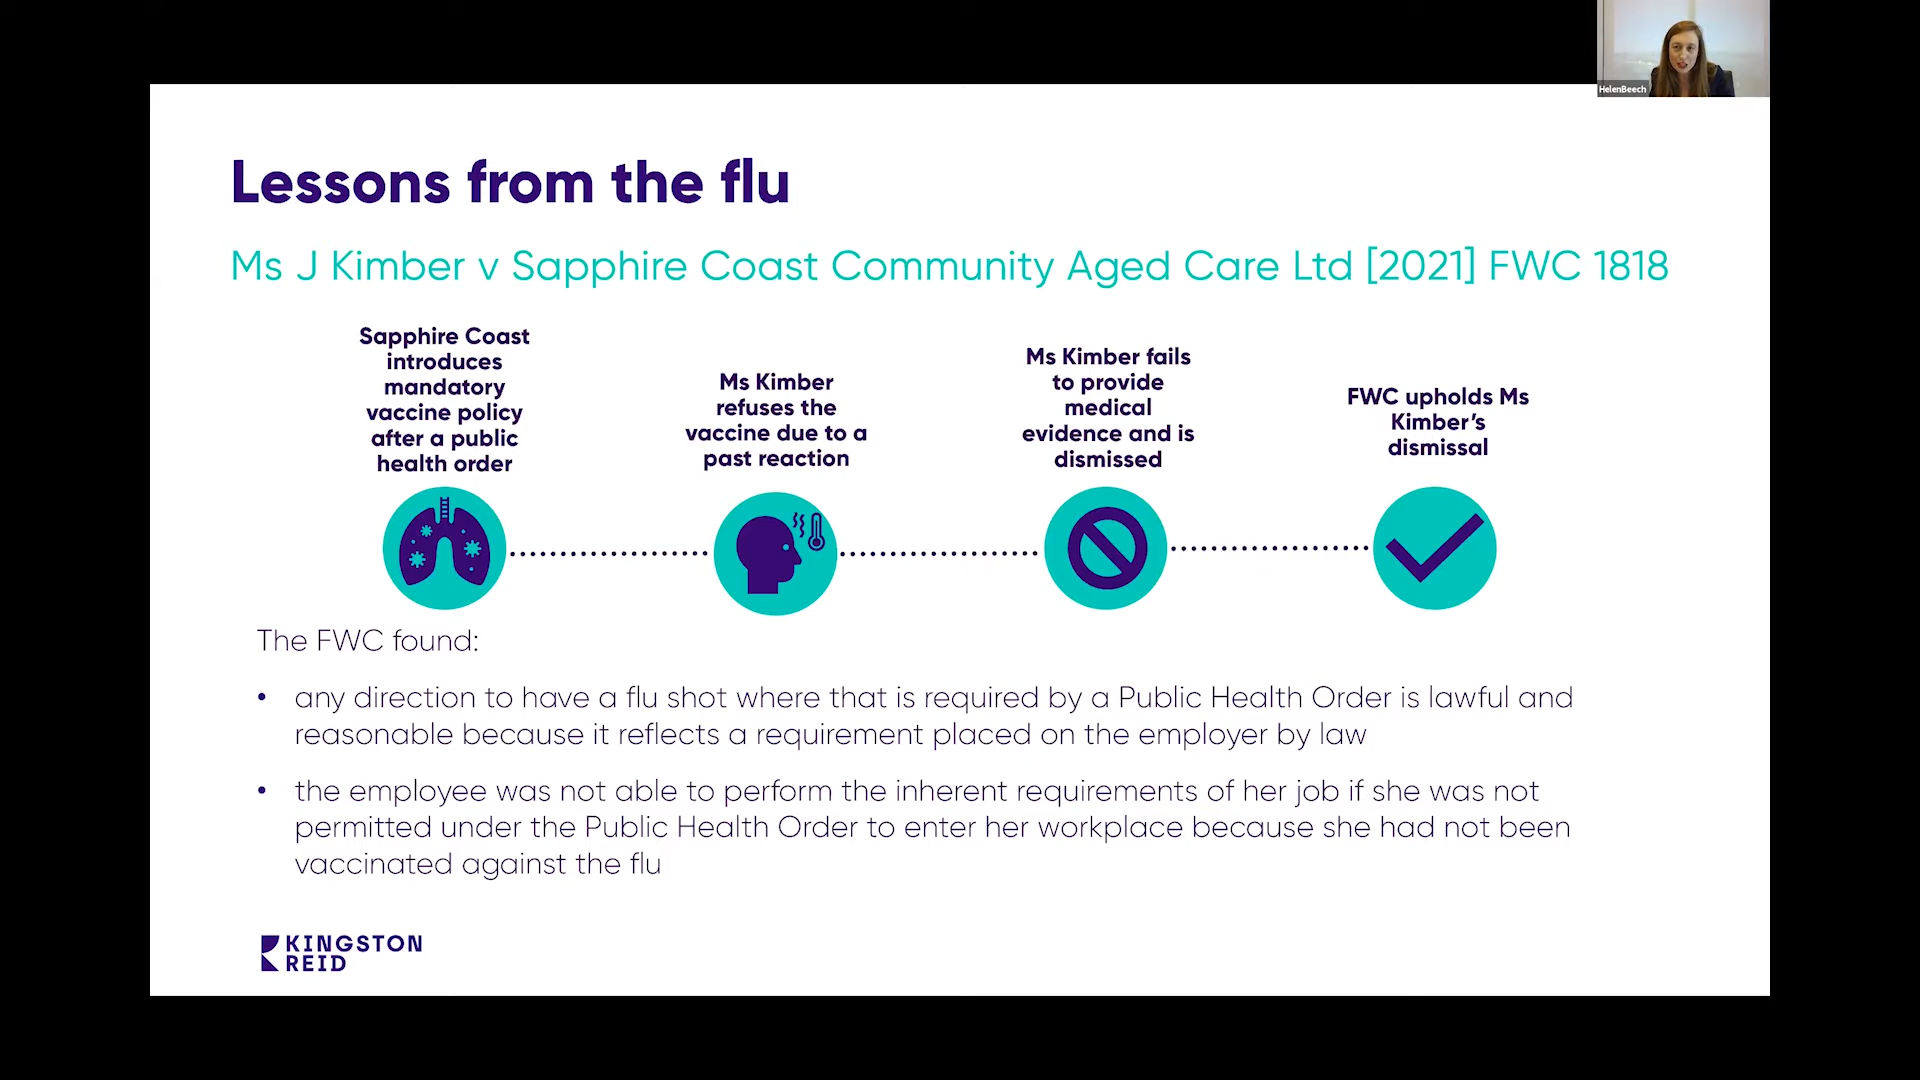 HelenBeech
Lessons from the flu
Ms J Kimber v Sapphire Coast Community Aged Care Ltd [2021] FWC 1818
Sapphire Coast
introduces
mandatory
vaccine policy
after a public
health order
Ms Kimber
refuses the
vaccine due to a
past reaction
Ms Kimber fails
to provide
medical
evidence and is
dismissed
FWC upholds Ms
Kimber’s
dismissal
The FWC found:
• any direction to have a flu shot where that is required by a Public Health Order is lawful and
reasonable because it reflects a requirement placed on the employer by law
• the employee was not able to perform the inherent requirements of her job if she was not
permitted under the Public Health Order to enter her workplace because she had not been
vaccinated against the flu
KINGSTON
REID